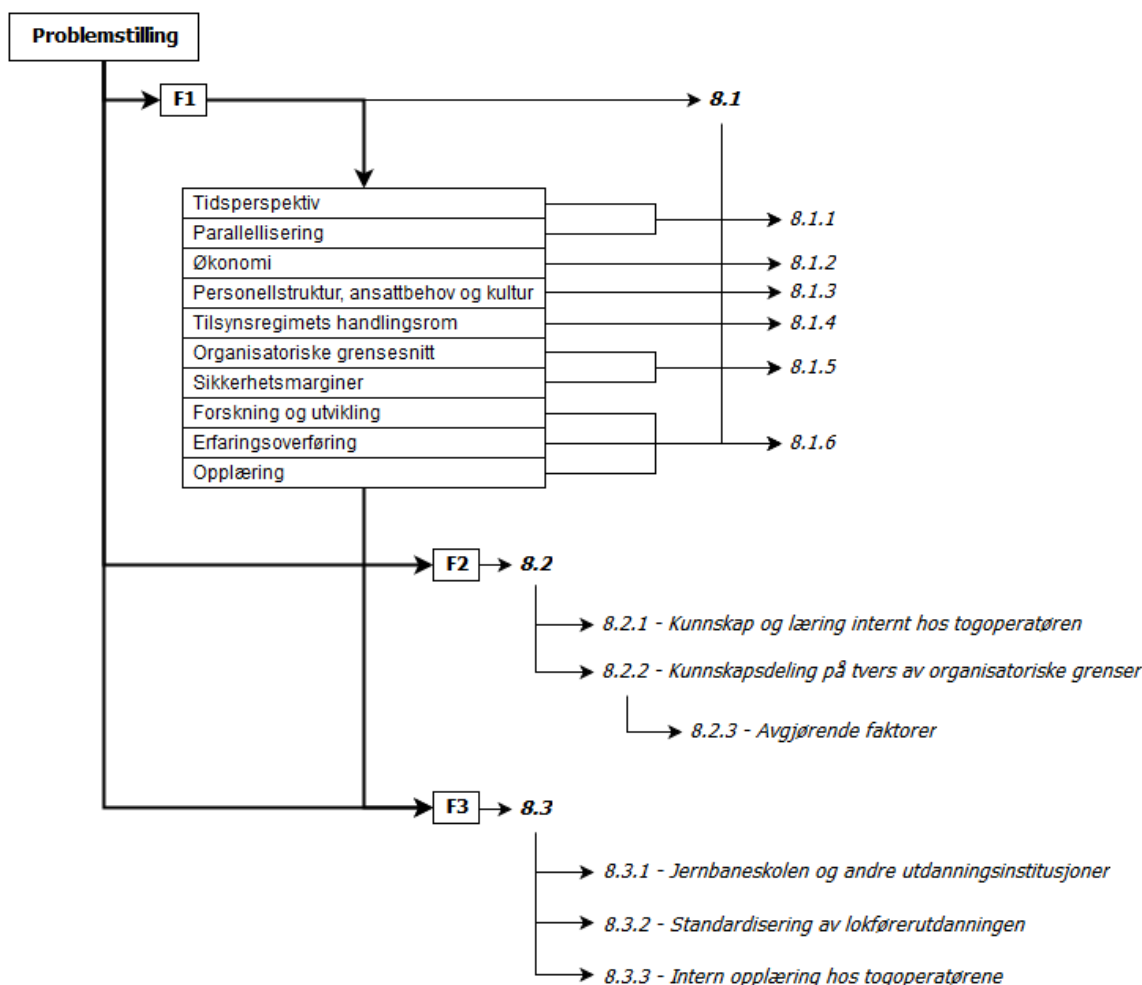 Problemstilling
F1
8.1
Tidsperspektiv
Parallellisering
8.1.1
Økonomi
8.1.2
Personellstruktur, ansattbehov og kultur
8.1.3
Tilsynsregimets handlingsrom
8.1.4
Organisatoriske grensesnitt
Sikkerhetsmarginer
8.1.5
Forskning og utvikling
Erfaringsoverføring
8.1.6
Opplæring
F2
8.2
8.2.1 - Kunnskap og læring internt hos togoperatøren
8.2.2 - Kunnskapsdeling på tvers av organisatoriske grenser
8.2.3 - Avgjørende faktorer
F3
8.3
8.3.1 - Jernbaneskolen og andre utdanningsinstitusjoner
8.3.2 - Standardisering av lokførerutdanningen
8.3.3 - Intern opplæring hos togoperatørene